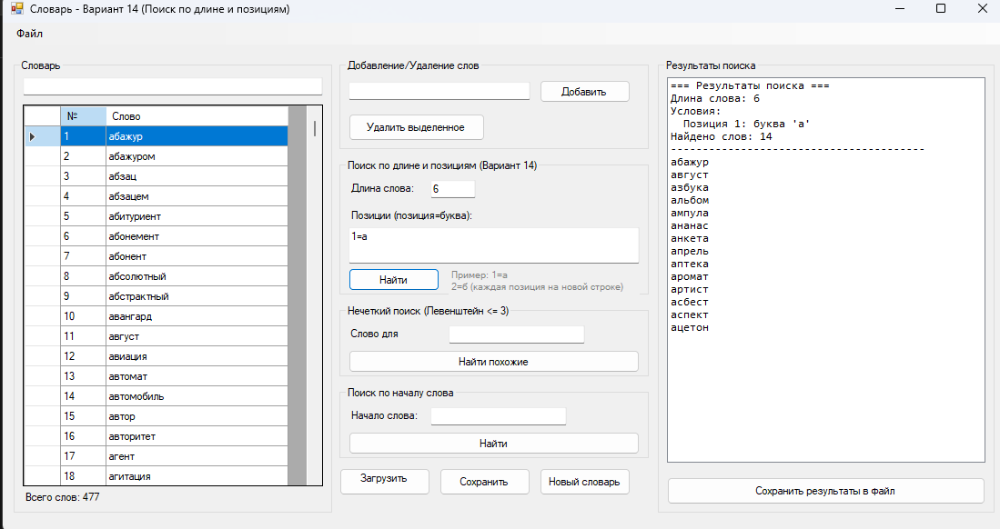 Словарь - Вариант 14 (Поиск по длине и позициям)
Файл
Словарь
№ Слово
1 абажур
2 абажуром
3 абзац
4 абзацем
5 абитуриент
6 абонемент
7 абонент
8 абсолютный
9 абстрактный
10 авангард
11 август
12 авиация
13 автомат
14 автомобиль
15 автор
16 авторитет
17 агент
18 агитация
Всего слов: 477
Добавление/Удаление слов
Добавить
Удалить выделенное
Поиск по длине и позициям (Вариант 14)
Длина слова: 6
Позиции (позиция=буква):
1=а
Найти
Пример: 1=а
2=б (каждая позиция на новой строке)
Нечеткий поиск (Левенштейн <= 3)
Слово для
Найти похожие
Поиск по началу слова
Начало слова:
Найти
Загрузить Сохранить Новый словарь
Результаты поиска
=== Результаты поиска ===
Длина слова: 6
Условия:
Позиция 1: буква 'а'
Найдено слов: 14
----------------------------------------
абажур
август
азбука
альбом
ампула
ананас
анкета
апрель
аптека
аромат
артист
асбест
аспект
ацетон
Сохранить результаты в файл